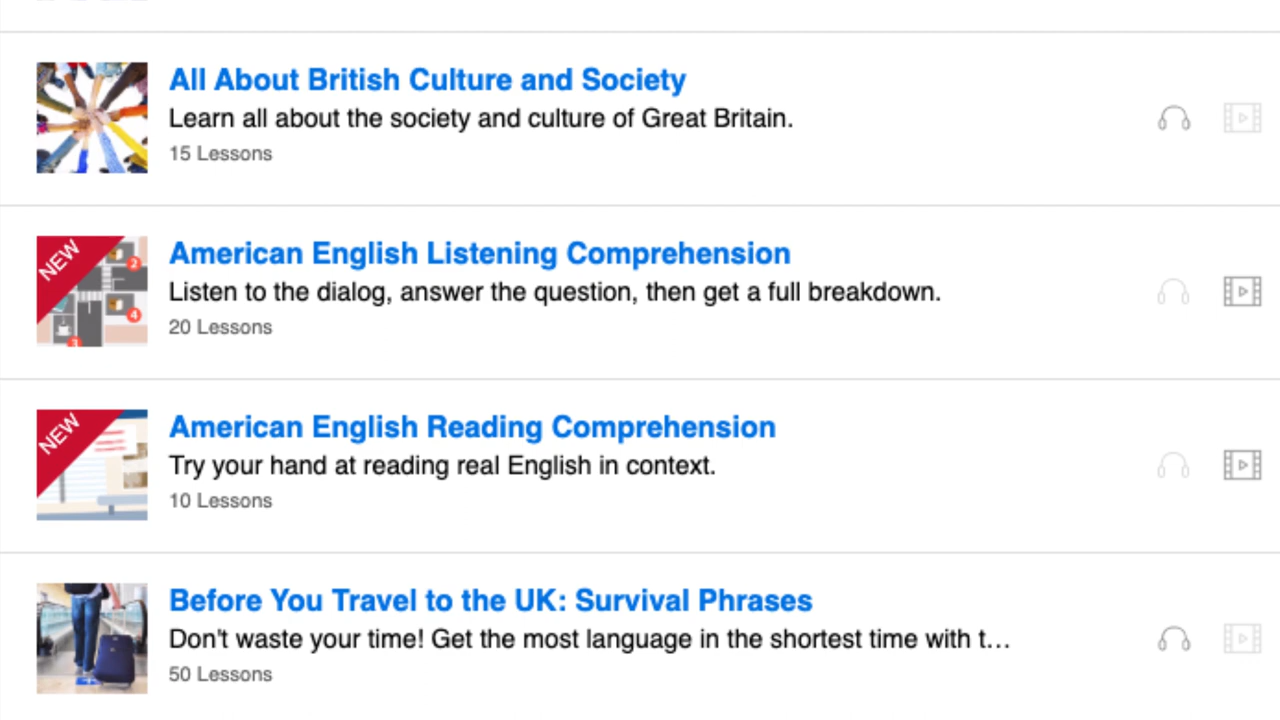 All About British Culture and Society
Learn all about the society and culture of Great Britain.
15 Lessons
NEW
American English Listening Comprehension
Listen to the dialog, answer the question, then get a full breakdown.
20 Lessons
2
4
3
NEW
American English Reading Comprehension
Try your hand at reading real English in context.
10 Lessons
Before You Travel to the UK: Survival Phrases
Don't waste your time! Get the most language in the shortest time with t…
50 Lessons